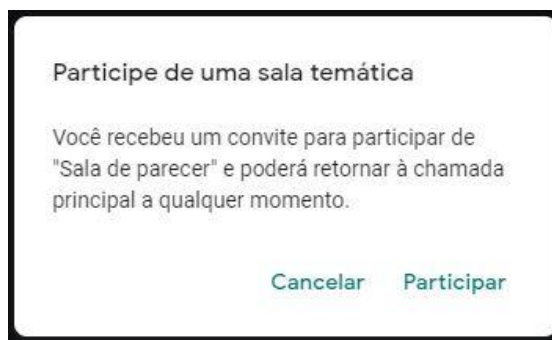 Participe de uma sala temática
Você recebeu um convite para participar de
"Sala de parecer" e poderá retornar à chamada
principal a qualquer momento.
Cancelar Participar